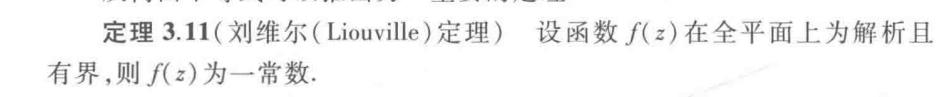 定理 3.11(刘维尔(Liouville)定理) 设函数 f(z)在全平面上为解析且
有界,则 f(z)为一常数.